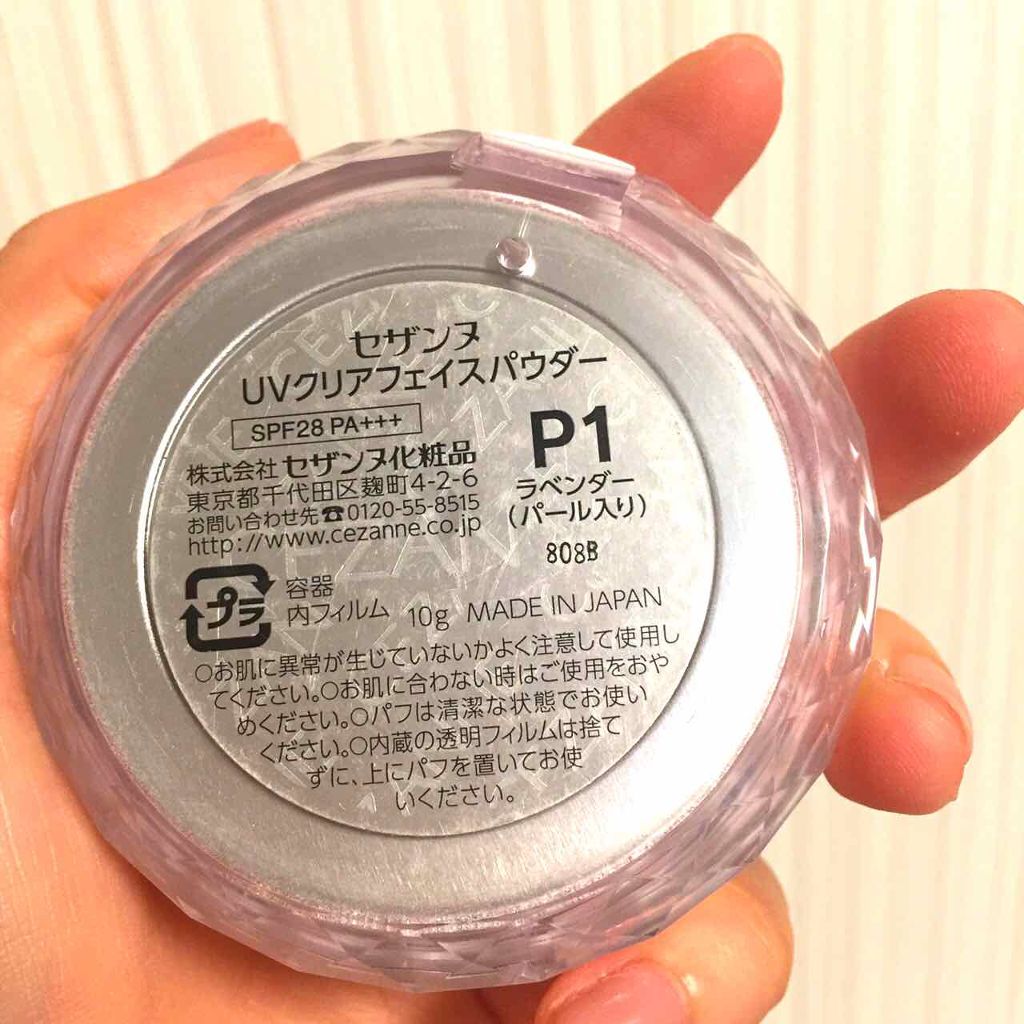 セザンヌ
UVクリアフェイスパウダー
SPF28 PA+++
株式会社 セザンヌ化粧品
東京都千代田区麹町4-2-6
お問い合わせ先☎0120-55-8515
http://www.cezanne.co.jp
P1
ラベンダー
(パール入り)
808B
プラ
容器
内フィルム 10g MADE IN JAPAN
○お肌に異常が生じていないかよく注意して使用し
てください。○お肌に合わない時はご使用をおや
めください。○パフは清潔な状態でお使い
ください。○内蔵の透明フィルムは捨て
ずに、上にパフを置いてお使
いください。